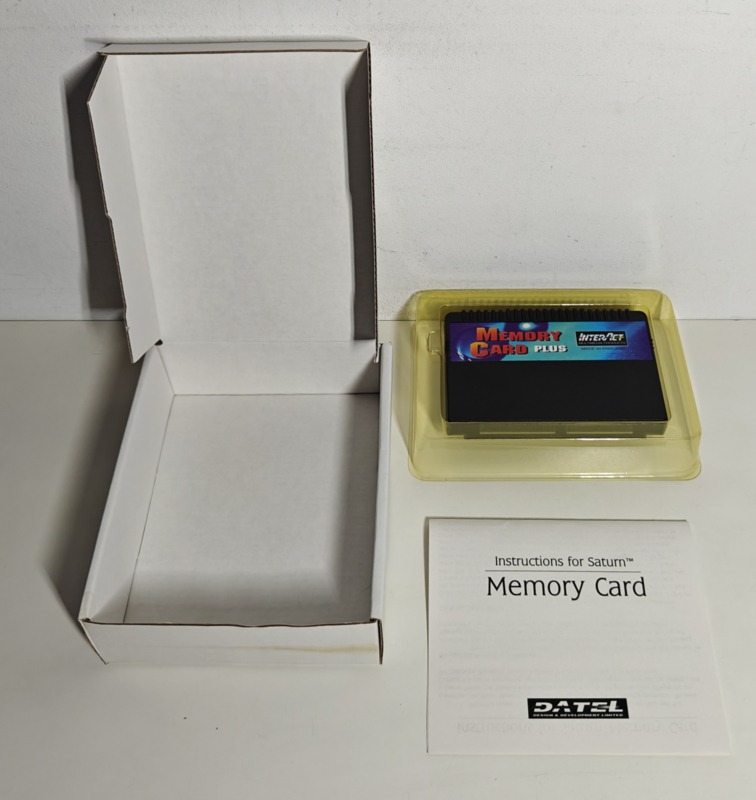 MEMORY
CARD PLUS
INTERACT
Instructions for Saturn™
Memory Card
DATEL
DESIGN & DEVELOPMENT LIMITED